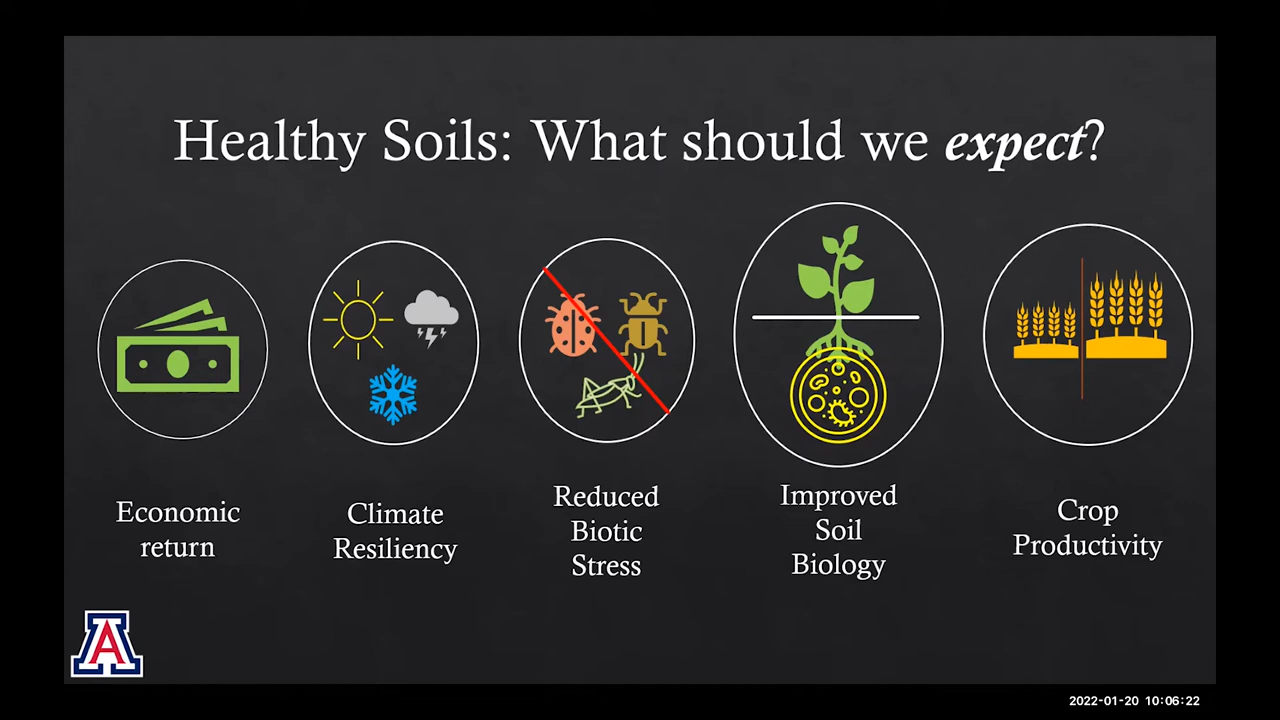 Healthy Soils: What should we expect?
Economic
return
Climate
Resiliency
Reduced
Biotic
Stress
Improved
Soil
Biology
Crop
Productivity
A
2022-01-20 10:06:22